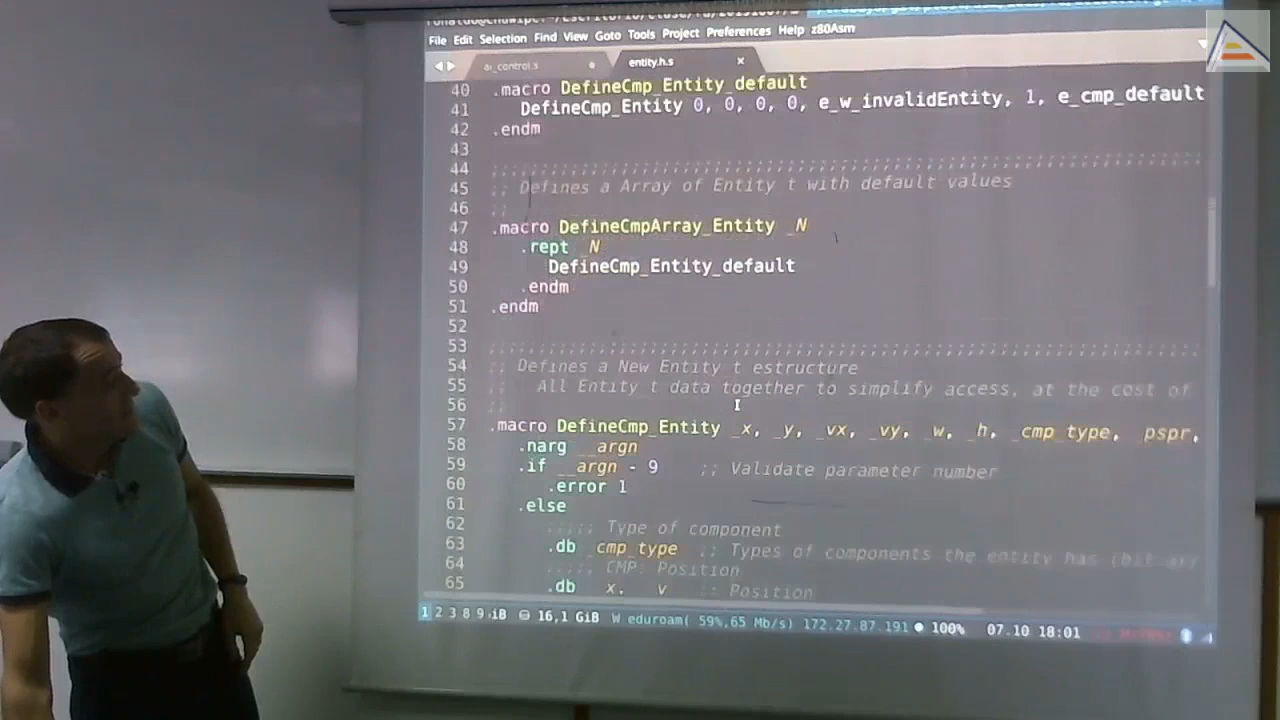 File Edit Selection Find View Goto Tools Project Preferences Help z80Asm
ai_control.s entity.h.s ×
40 .macro DefineCmp_Entity_default
41 DefineCmp_Entity 0, 0, 0, 0, e_w_invalidEntity, 1, e_cmp_default
42 .endm
43
44 ;;;;;;;;;;;;;;;;;;;;;;;;;;;;;;;;;;;;;;;;;;;;;;;;;;;;;;;;;;;;
45 ;; Defines a Array of Entity_t with default values
46 ;;
47 .macro DefineCmpArray_Entity _N
48 .rept _N
49 DefineCmp_Entity_default
50 .endm
51 .endm
52
53 ;;;;;;;;;;;;;;;;;;;;;;;;;;;;;;;;;;;;;;;;;;;;;;;;;;;;;;;;;;;;
54 ;; Defines a New Entity_t estructure
55 ;; All Entity_t data together to simplify access, at the cost of
56 ;;
57 .macro DefineCmp_Entity _x, _y, _vx, _vy, _w, _h, _cmp_type, _pspr,
58 .narg __argn
59 .if __argn - 9 ;; Validate parameter number
60 .error 1
61 .else
62 ;;;;; Type of component
63 .db _cmp_type ;; Types of components the entity has (bit
64 ;;;;; CMP: Position
65 .db _x, _y ;; Position
1 2 3 8 9 iB 16,1 GiB W eduroam( 59%,65 Mb/s) 172.27.87.191 100% 07.10 18:01